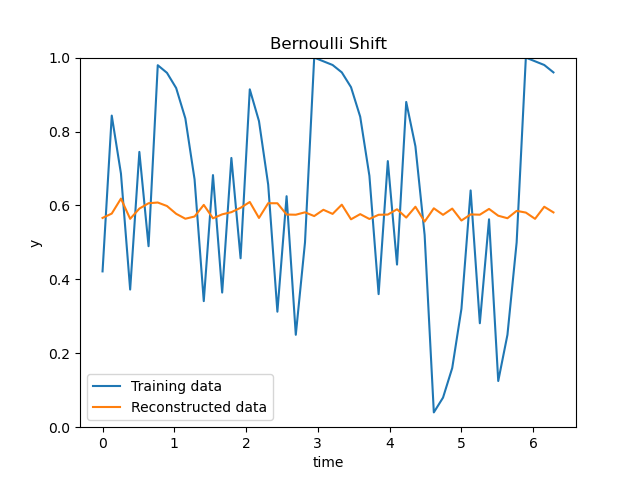 Bernoulli Shift
1.0
0.8
0.6
0.4
0.2
0.0
y
Training data
Reconstructed data
0 1 2 3 4 5 6
time